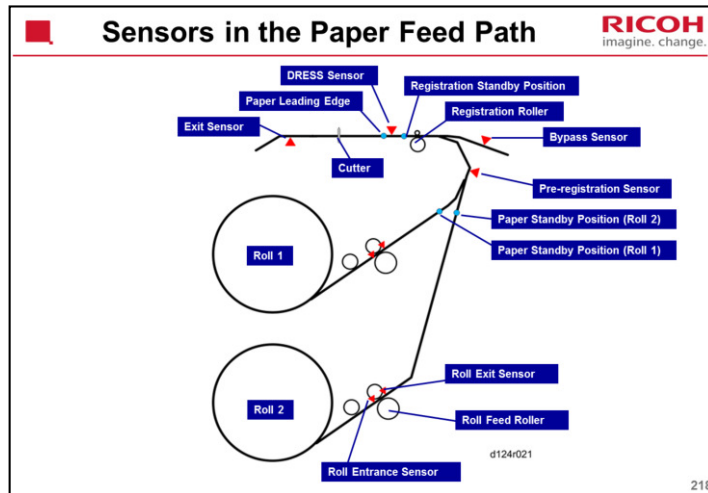 Sensors in the Paper Feed Path
RICOH
imagine. change.
DRESS Sensor
Registration Standby Position
Paper Leading Edge
Registration Roller
Exit Sensor
Bypass Sensor
Cutter
Pre-registration Sensor
Paper Standby Position (Roll 2)
Paper Standby Position (Roll 1)
Roll 1
Roll Exit Sensor
Roll 2
Roll Feed Roller
d124r021
Roll Entrance Sensor
218